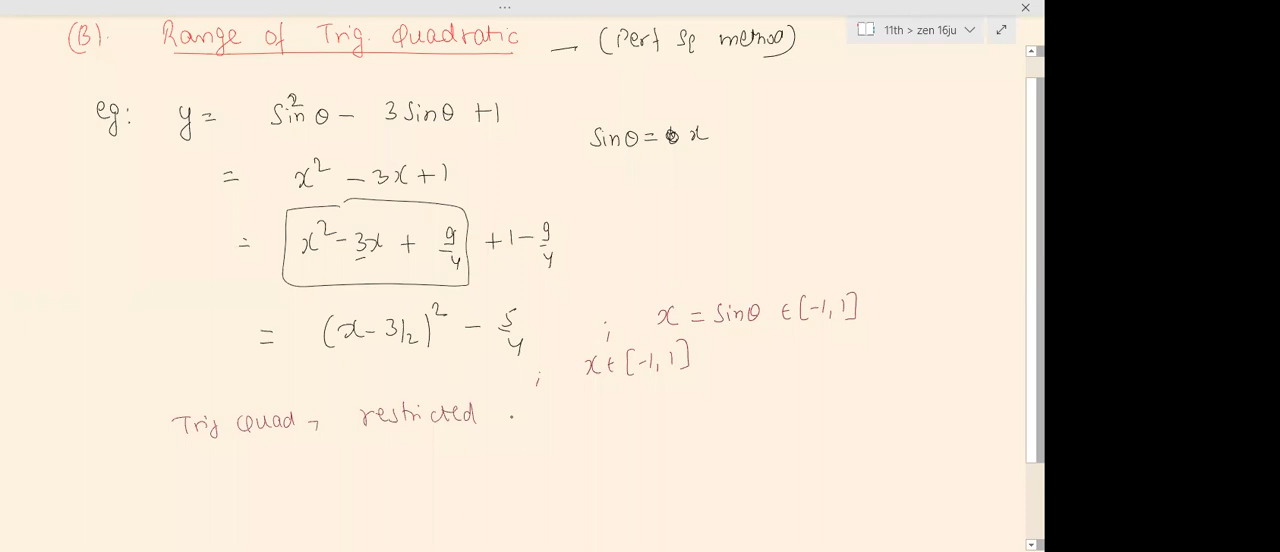 11th > zen 16ju
(B). Range of Trig. Quadratic — (Perf Sq method)
eg: y = sin²θ - 3 sinθ + 1
sinθ = x
= x² - 3x + 1
= x² - 3x + 9/4 + 1 - 9/4
= (x - 3/2)² - 5/4 ; x = sinθ ∈ [-1, 1]
; x ∈ [-1, 1]
Trig Quad → restricted .